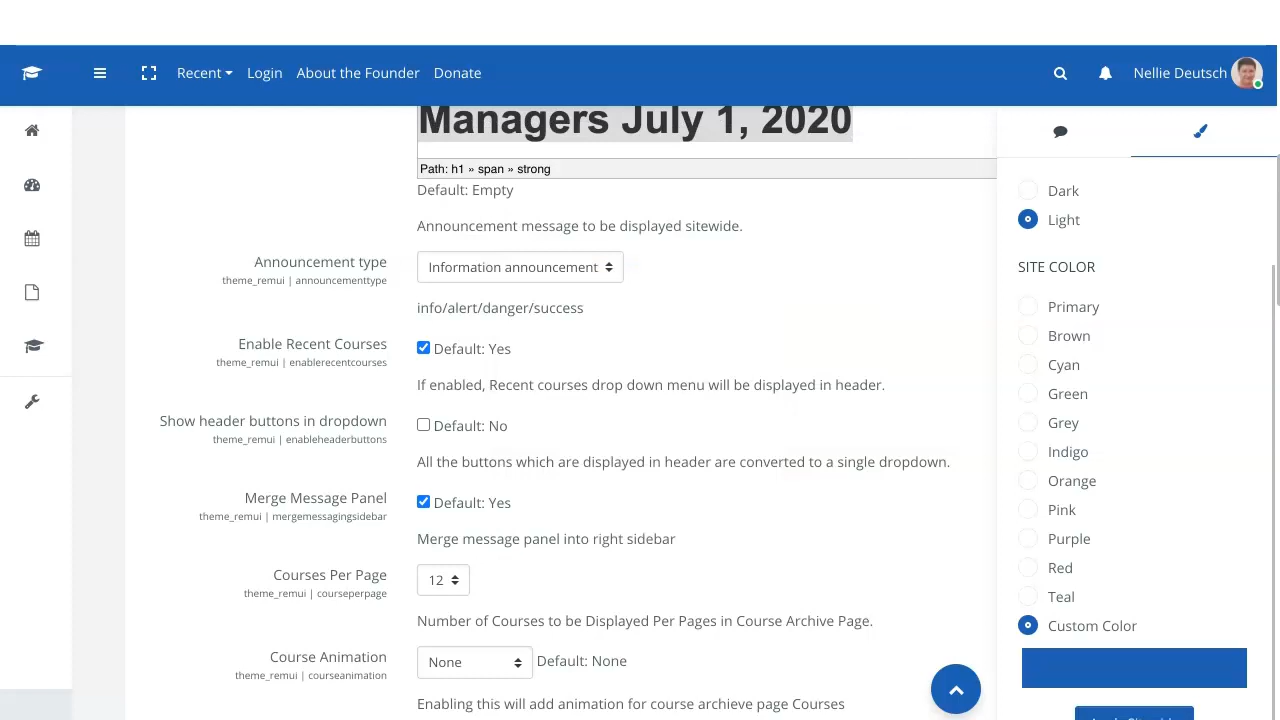 Recent Login About the Founder Donate
Nellie Deutsch
Managers July 1, 2020
Path: h1 » span » strong
Default: Empty
Announcement message to be displayed sitewide.
Announcement type
theme_remui | announcementtype
Information announcement
info/alert/danger/success
Enable Recent Courses
theme_remui | enablerecentcourses
Default: Yes
If enabled, Recent courses drop down menu will be displayed in header.
Show header buttons in dropdown
theme_remui | enableheaderbuttons
Default: No
All the buttons which are displayed in header are converted to a single dropdown.
Merge Message Panel
theme_remui | mergemessagingsidebar
Default: Yes
Merge message panel into right sidebar
Courses Per Page
theme_remui | courseperpage
12
Number of Courses to be Displayed Per Pages in Course Archive Page.
Course Animation
theme_remui | courseanimation
None
Default: None
Enabling this will add animation for course archieve page Courses
Dark
Light
SITE COLOR
Primary
Brown
Cyan
Green
Grey
Indigo
Orange
Pink
Purple
Red
Teal
Custom Color